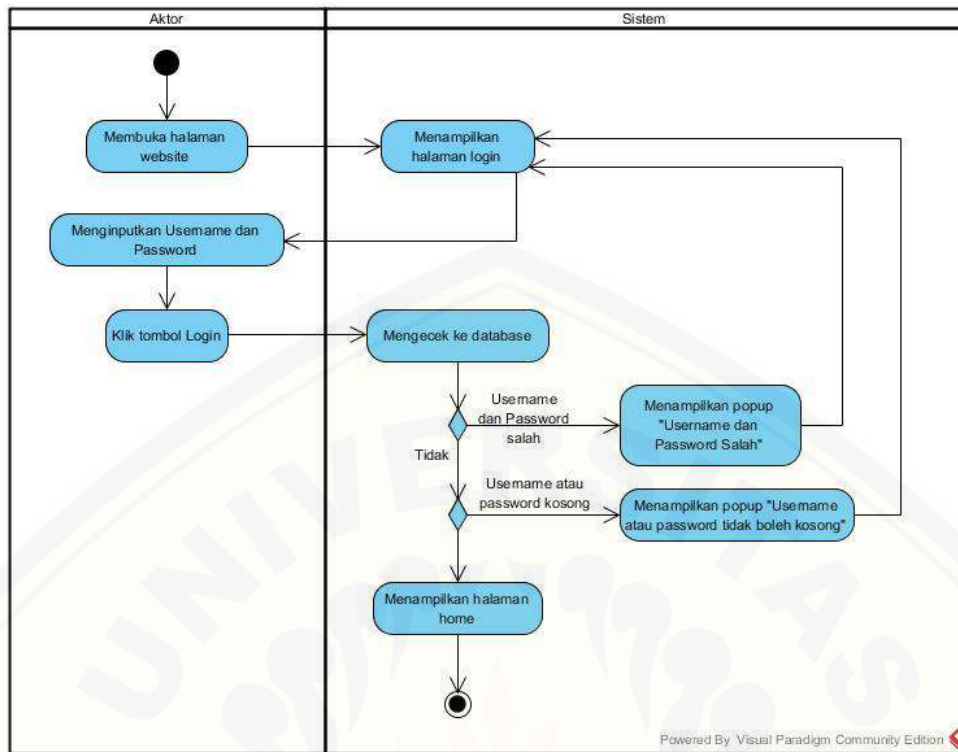 Aktor
Sistem
Membuka halaman
website
Menampilkan
halaman login
Menginputkan Username dan
Password
Klik tombol Login
Mengecek ke database
Username
dan Password
salah
Menampilkan popup
"Username dan
Password Salah"
Tidak
Username atau
password kosong
Menampilkan popup "Username
atau password tidak boleh kosong"
Menampilkan halaman
home
UNIVERSITAS
Powered By Visual Paradigm Community Edition